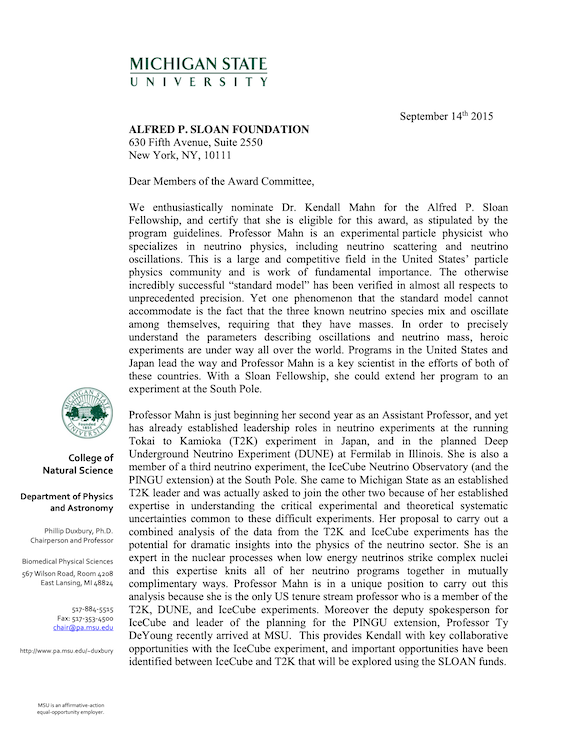 MICHIGAN STATE
UNIVERSITY
September 14th 2015
ALFRED P. SLOAN FOUNDATION
630 Fifth Avenue, Suite 2550
New York, NY, 10111
Dear Members of the Award Committee,
We enthusiastically nominate Dr. Kendall Mahn for the Alfred P. Sloan
Fellowship, and certify that she is eligible for this award, as stipulated by the
program guidelines. Professor Mahn is an experimental particle physicist who
specializes in neutrino physics, including neutrino scattering and neutrino
oscillations. This is a large and competitive field in the United States' particle
physics community and is work of fundamental importance. The otherwise
incredibly successful “standard model” has been verified in almost all respects to
unprecedented precision. Yet one phenomenon that the standard model cannot
accommodate is the fact that the three known neutrino species mix and oscillate
among themselves, requiring that they have masses. In order to precisely
understand the parameters describing oscillations and neutrino mass, heroic
experiments are under way all over the world. Programs in the United States and
Japan lead the way and Professor Mahn is a key scientist in the efforts of both of
these countries. With a Sloan Fellowship, she could extend her program to an
experiment at the South Pole.
Professor Mahn is just beginning her second year as an Assistant Professor, and yet
has already established leadership roles in neutrino experiments at the running
Tokai to Kamioka (T2K) experiment in Japan, and in the planned Deep
Underground Neutrino Experiment (DUNE) at Fermilab in Illinois. She is also a
member of a third neutrino experiment, the IceCube Neutrino Observatory (and the
PINGU extension) at the South Pole. She came to Michigan State as an established
T2K leader and was actually asked to join the other two because of her established
expertise in understanding the critical experimental and theoretical systematic
uncertainties common to these difficult experiments. Her proposal to carry out a
combined analysis of the data from the T2K and IceCube experiments has the
potential for dramatic insights into the physics of the neutrino sector. She is an
expert in the nuclear processes when low energy neutrinos strike complex nuclei
and this expertise knits all of her neutrino programs together in mutually
complimentary ways. Professor Mahn is in a unique position to carry out this
analysis because she is the only US tenure stream professor who is a member of the
T2K, DUNE, and IceCube experiments. Moreover the deputy spokesperson for
IceCube and leader of the planning for the PINGU extension, Professor Ty
DeYoung recently arrived at MSU. This provides Kendall with key collaborative
opportunities with the IceCube experiment, and important opportunities have been
identified between IceCube and T2K that will be explored using the SLOAN funds.
MICHIGAN STATE
UNIVERSITY
Founded
1855
College of
Natural Science
Department of Physics
and Astronomy
Phillip Duxbury, Ph.D.
Chairperson and Professor
Biomedical Physical Sciences
567 Wilson Road, Room 4208
East Lansing, MI 48824
517-884-5515
Fax: 517-353-4500
chair@pa.msu.edu
http://www.pa.msu.edu/~duxbury
MSU is an affirmative-action
equal-opportunity employer.